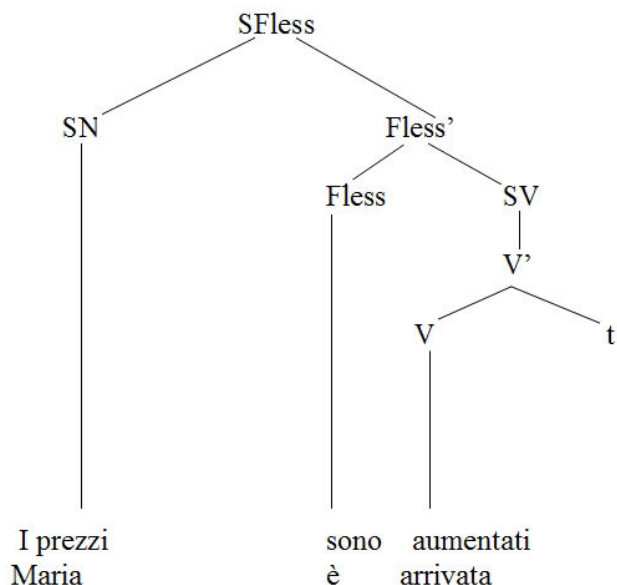 SFless
SN Fless’
Fless SV
V’
V t
I prezzi sono aumentati
Maria è arrivata